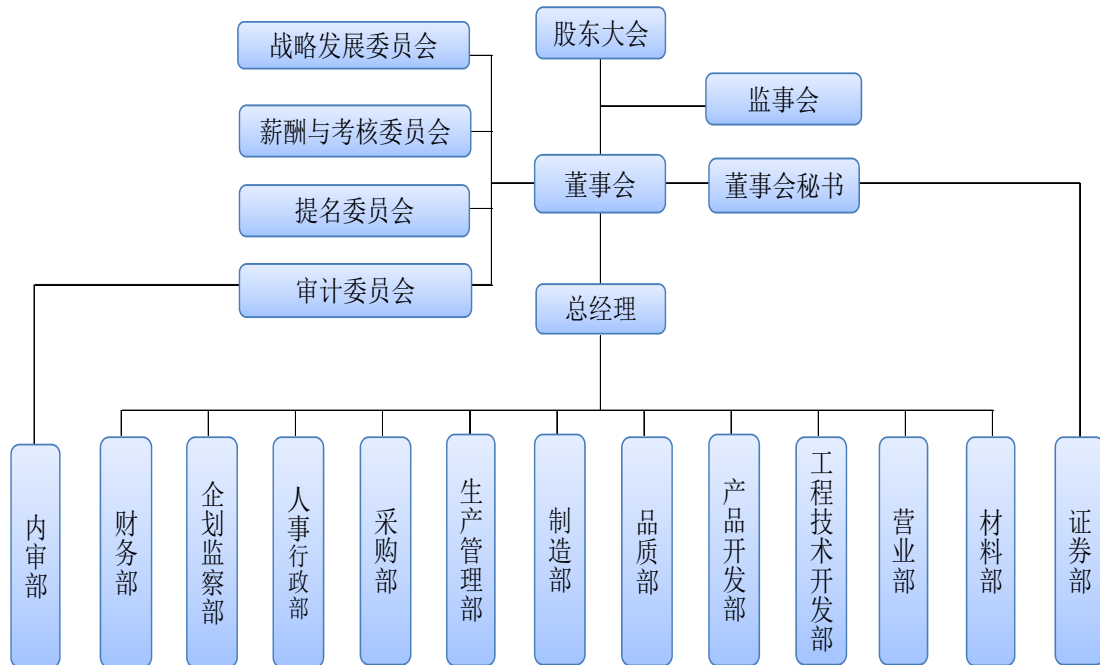 股东大会
战略发展委员会
监事会
薪酬与考核委员会
董事会
董事会秘书
提名委员会
审计委员会
总经理
内审部
财务部
企划监察部
人事行政部
采购部
生产管理部
制造部
品质部
产品开发部
工程技术开发部
营业部
材料部
证券部